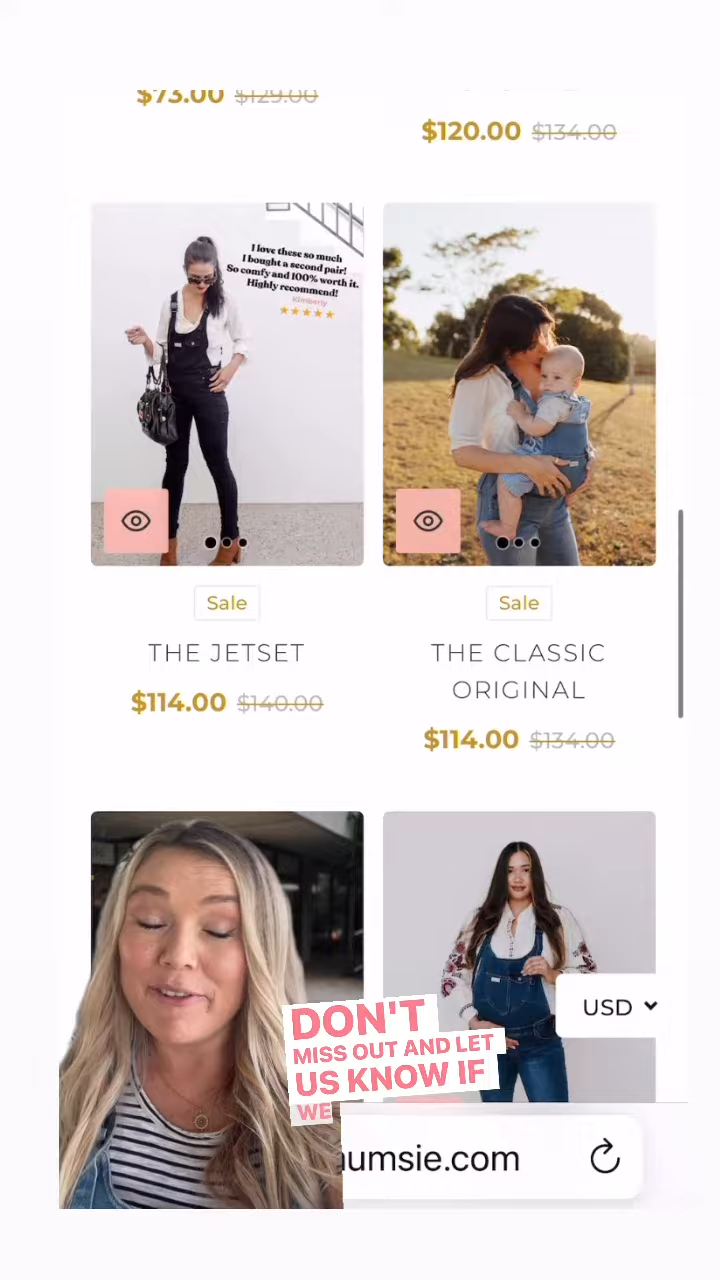 $73.00 $129.00
$120.00 $134.00
I love these so much
I bought a second pair!
So comfy and 100% worth it.
Highly recommend!
Kimberly
Sale
THE JETSET
$114.00 $140.00
Sale
THE CLASSIC
ORIGINAL
$114.00 $134.00
USD
DON'T
MISS OUT AND LET
US KNOW IF
WE
umsie.com